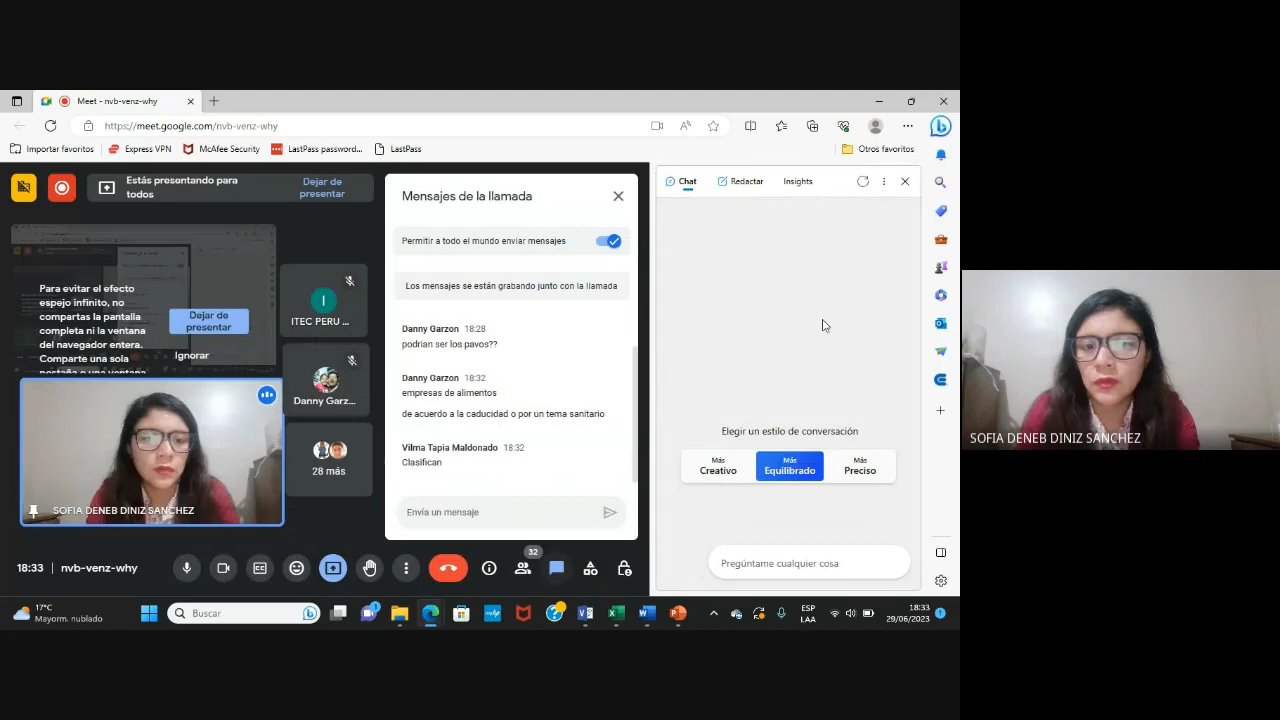 Meet - nvb-venz-why
https://meet.google.com/nvb-venz-why
Importar favoritos
Express VPN
McAfee Security
LastPass password...
LastPass
Otros favoritos
Estás presentando para
todos
Dejar de
presentar
Para evitar el efecto
espejo infinito, no
compartas la pantalla
completa ni la ventana
del navegador entera.
Comparte una sola
Dejar de
presentar
Ignorar
I
ITEC PERU ...
Danny Garz...
28 más
SOFIA DENEB DINIZ SANCHEZ
Mensajes de la llamada
Permitir a todo el mundo enviar mensajes
Los mensajes se están grabando junto con la llamada
Danny Garzon 18:28
podrian ser los pavos??
Danny Garzon 18:32
empresas de alimentos
de acuerdo a la caducidad o por un tema sanitario
Vilma Tapia Maldonado 18:32
Clasifican
Envía un mensaje
Chat
Redactar
Insights
Elegir un estilo de conversación
Más
Creativo
Más
Equilibrado
Más
Preciso
Pregúntame cualquier cosa
18:33
nvb-venz-why
32
17°C
Mayorm. nublado
Buscar
ESP
LAA
18:33
29/06/2023
SOFIA DENEB DINIZ SANCHEZ